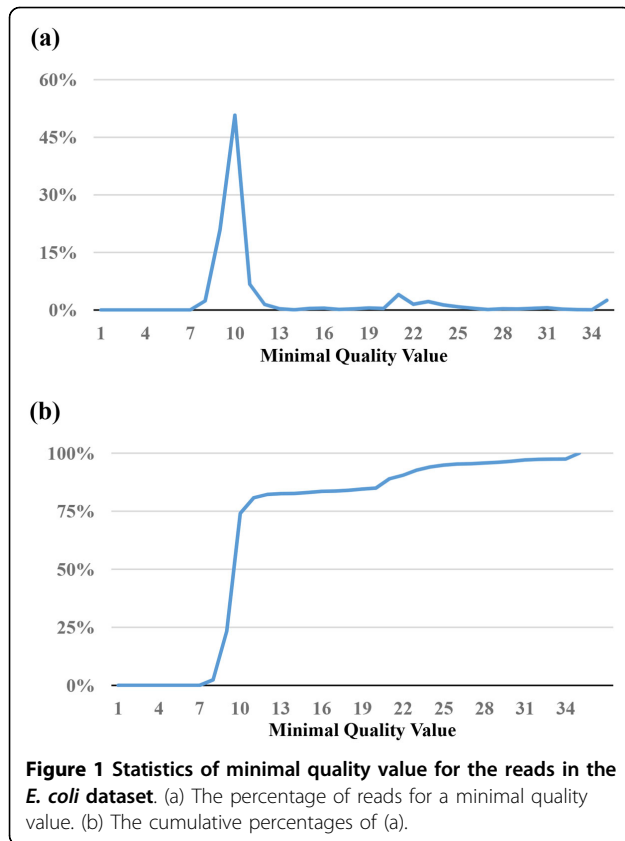 (a)
60%
45%
30%
15%
0%
1 4 7 10 13 16 19 22 25 28 31 34
Minimal Quality Value
(b)
100%
75%
50%
25%
0%
1 4 7 10 13 16 19 22 25 28 31 34
Minimal Quality Value
Figure 1 Statistics of minimal quality value for the reads in the
E. coli dataset. (a) The percentage of reads for a minimal quality
value. (b) The cumulative percentages of (a).